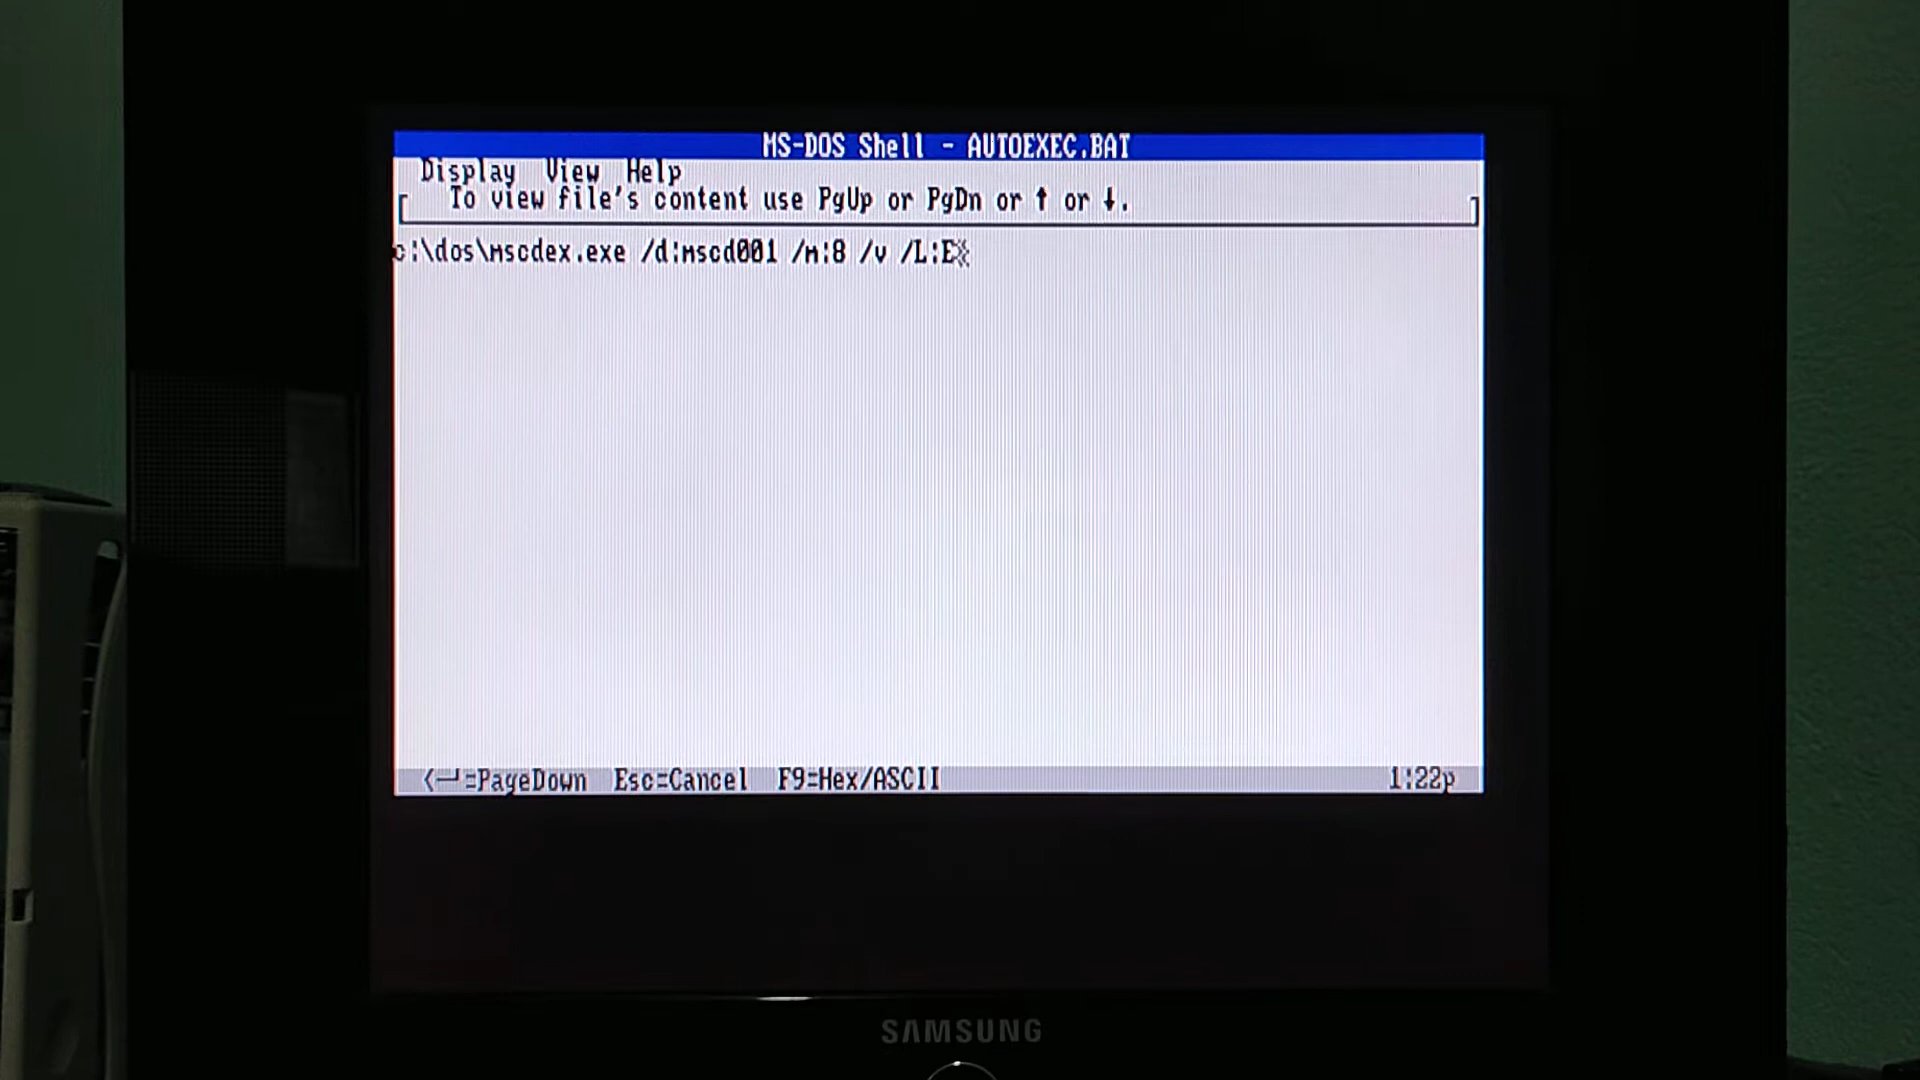 MS-DOS Shell - AUTOEXEC.BAT
Display View Help
To view file's content use PgUp or PgDn or ↑ or ↓.
c:\dos\mscdex.exe /d:mscd001 /m:8 /v /L:E
<─┘=PageDown Esc=Cancel F9=Hex/ASCII 1:22p
SAMSUNG